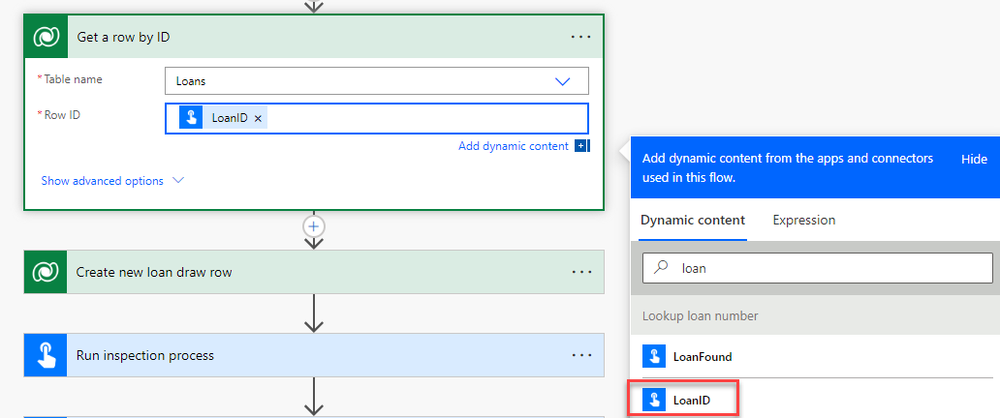 Get a row by ID
...
* Table name
Loans
* Row ID
LoanID ×
Add dynamic content
Show advanced options
Create new loan draw row
...
Run inspection process
...
Add dynamic content from the apps and connectors
used in this flow.
Hide
Dynamic content
Expression
loan
Lookup loan number
LoanFound
LoanID